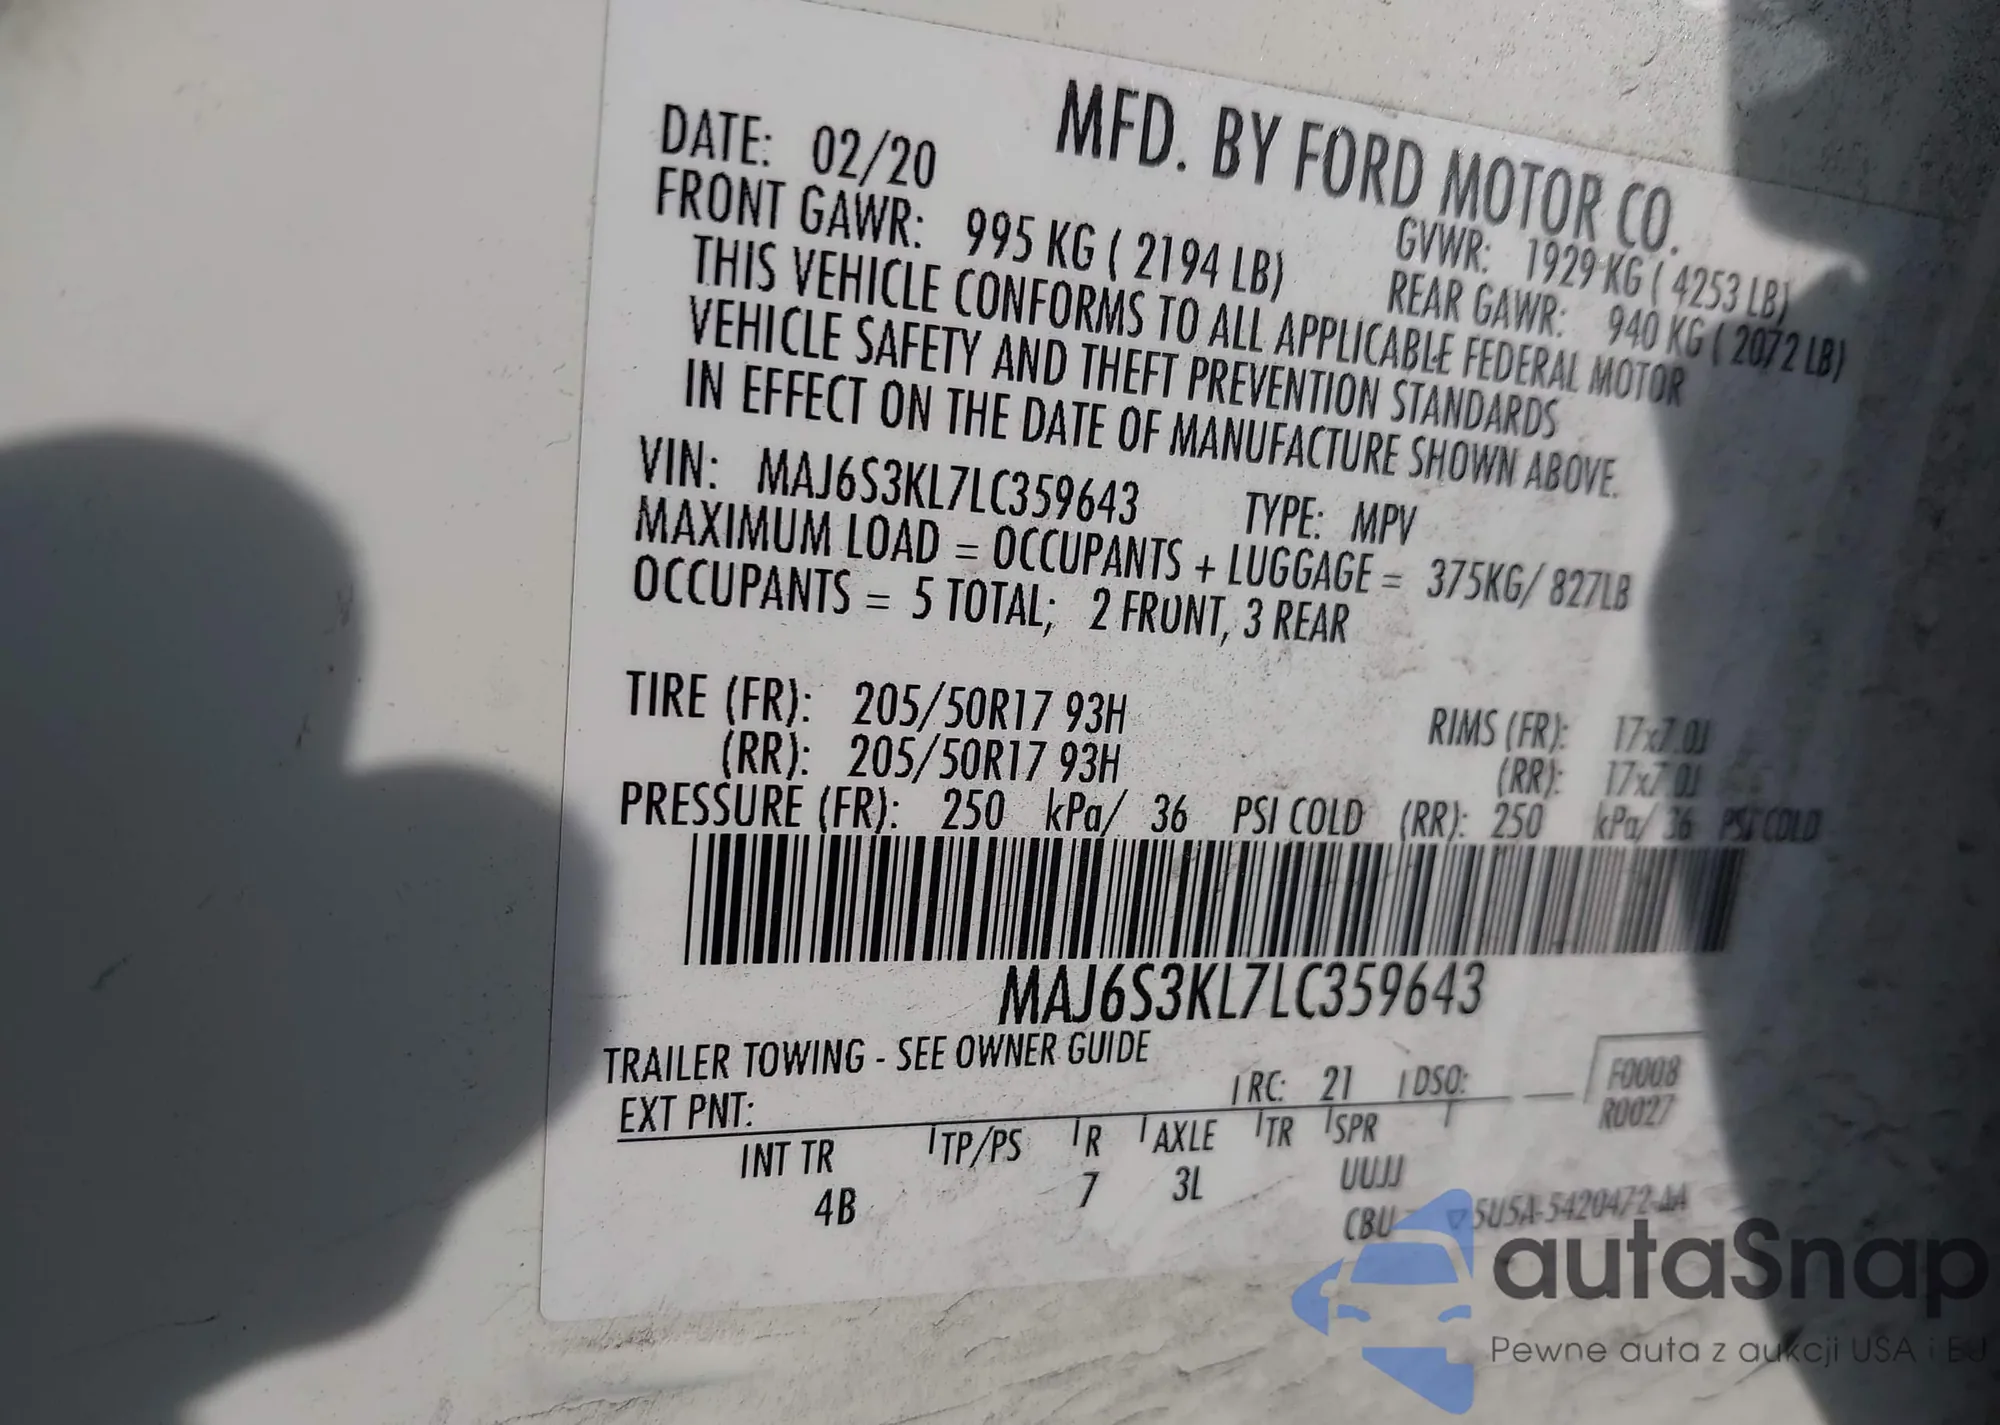 MFD. BY FORD MOTOR CO.
DATE: 02/20
GVWR: 1929 KG ( 4253 LB)
FRONT GAWR: 995 KG ( 2194 LB)
REAR GAWR: 940 KG ( 2072 LB)
THIS VEHICLE CONFORMS TO ALL APPLICABLE FEDERAL MOTOR
VEHICLE SAFETY AND THEFT PREVENTION STANDARDS
IN EFFECT ON THE DATE OF MANUFACTURE SHOWN ABOVE.
VIN: MAJ6S3KL7LC359643 TYPE: MPV
MAXIMUM LOAD = OCCUPANTS + LUGGAGE = 375KG/ 827LB
OCCUPANTS = 5 TOTAL; 2 FRONT, 3 REAR
TIRE (FR): 205/50R17 93H RIMS (FR): 17x7.0J
(RR): 205/50R17 93H (RR): 17x7.0J
PRESSURE (FR): 250 kPa/ 36 PSI COLD (RR): 250 kPa/ 36 PSI COLD
MAJ6S3KL7LC359643
TRAILER TOWING - SEE OWNER GUIDE
EXT PNT: RC: 21 DSO: F0008
R0027
INT TR TP/PS R AXLE TR SPR
4B 7 3L UUJJ
CBU 5U5A-5420472-AA
autaSnap
Pewne auta z aukcji USA i EU